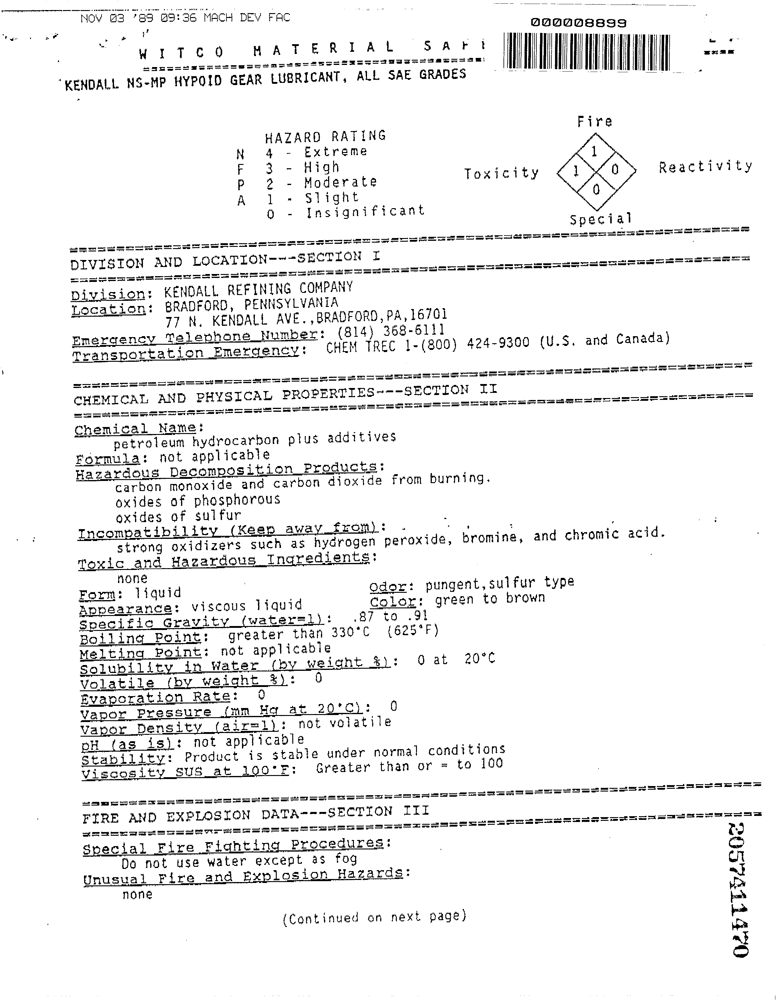 NOV 03 '89 09:36 MACH DEV FAC
000008899
W I T C O M A T E R I A L S A F
KENDALL NS-MP HYPOID GEAR LUBRICANT, ALL SAE GRADES
Fire
HAZARD RATING
N 4 - Extreme
F 3 - High
P 2 - Moderate
A 1 - Slight
0 - Insignificant
Toxicity 1 1 0 0 Reactivity
Special
DIVISION AND LOCATION---SECTION I
Division: KENDALL REFINING COMPANY
Location: BRADFORD, PENNSYLVANIA
77 N. KENDALL AVE.,BRADFORD,PA,16701
Emergency Telephone Number: (814) 368-6111
Transportation Emergency: CHEM TREC 1-(800) 424-9300 (U.S. and Canada)
CHEMICAL AND PHYSICAL PROPERTIES---SECTION II
Chemical Name:
petroleum hydrocarbon plus additives
Formula: not applicable
Hazardous Decomposition Products:
carbon monoxide and carbon dioxide from burning.
oxides of phosphorous
oxides of sulfur
Incompatibility (Keep away from):
strong oxidizers such as hydrogen peroxide, bromine, and chromic acid.
Toxic and Hazardous Ingredients:
none
Form: liquid Odor: pungent,sulfur type
Appearance: viscous liquid Color: green to brown
Specific Gravity (water=1): .87 to .91
Boiling Point: greater than 330°C (625°F)
Melting Point: not applicable
Solubility in Water (by weight %): 0 at 20°C
Volatile (by weight %): 0
Evaporation Rate: 0
Vapor Pressure (mm Hg at 20°C): 0
Vapor Density (air=1): not volatile
pH (as is): not applicable
Stability: Product is stable under normal conditions
Viscosity SUS at 100°F: Greater than or = to 100
FIRE AND EXPLOSION DATA---SECTION III
Special Fire Fighting Procedures:
Do not use water except as fog
Unusual Fire and Explosion Hazards:
none
(Continued on next page)
2057411470